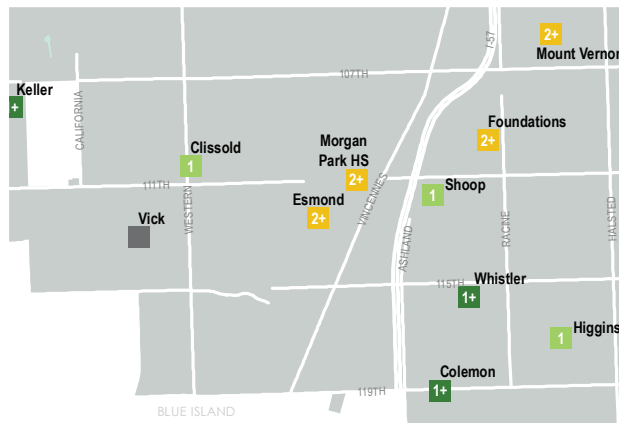 I-57
2+
Mount Vernon
107TH
Keller
+
CALIFORNIA
Foundations
2+
Clissold
1
Morgan
Park HS
2+
111TH
WESTERN
VINCENNES
Shoop
1
Esmond
2+
Vick
ASHLAND
RACINE
HALSTED
Whistler
115TH
1+
Higgins
1
Colemon
1+
119TH
BLUE ISLAND